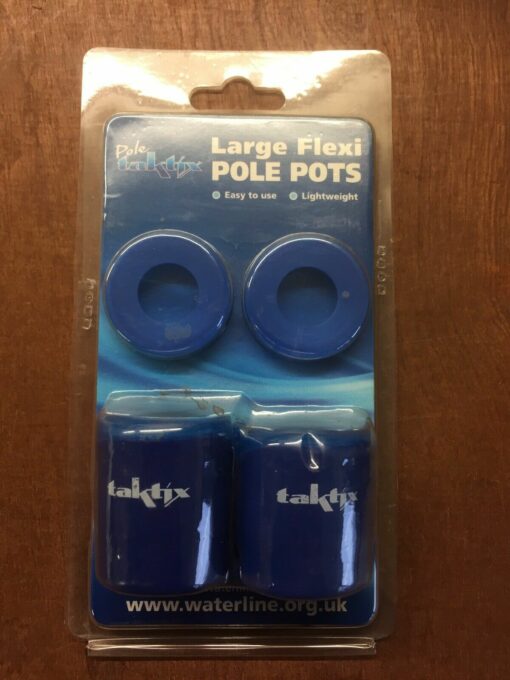 Pole
taktix
Large Flexi
POLE POTS
Easy to use
Lightweight
taktix
taktix
www.waterline.org.uk